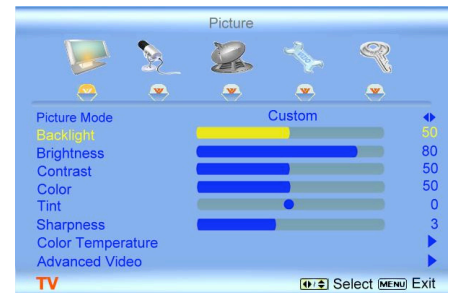 Picture
Picture Mode Custom
Backlight 50
Brightness 80
Contrast 50
Color 50
Tint 0
Sharpness 3
Color Temperature
Advanced Video
TV / Select MENU Exit